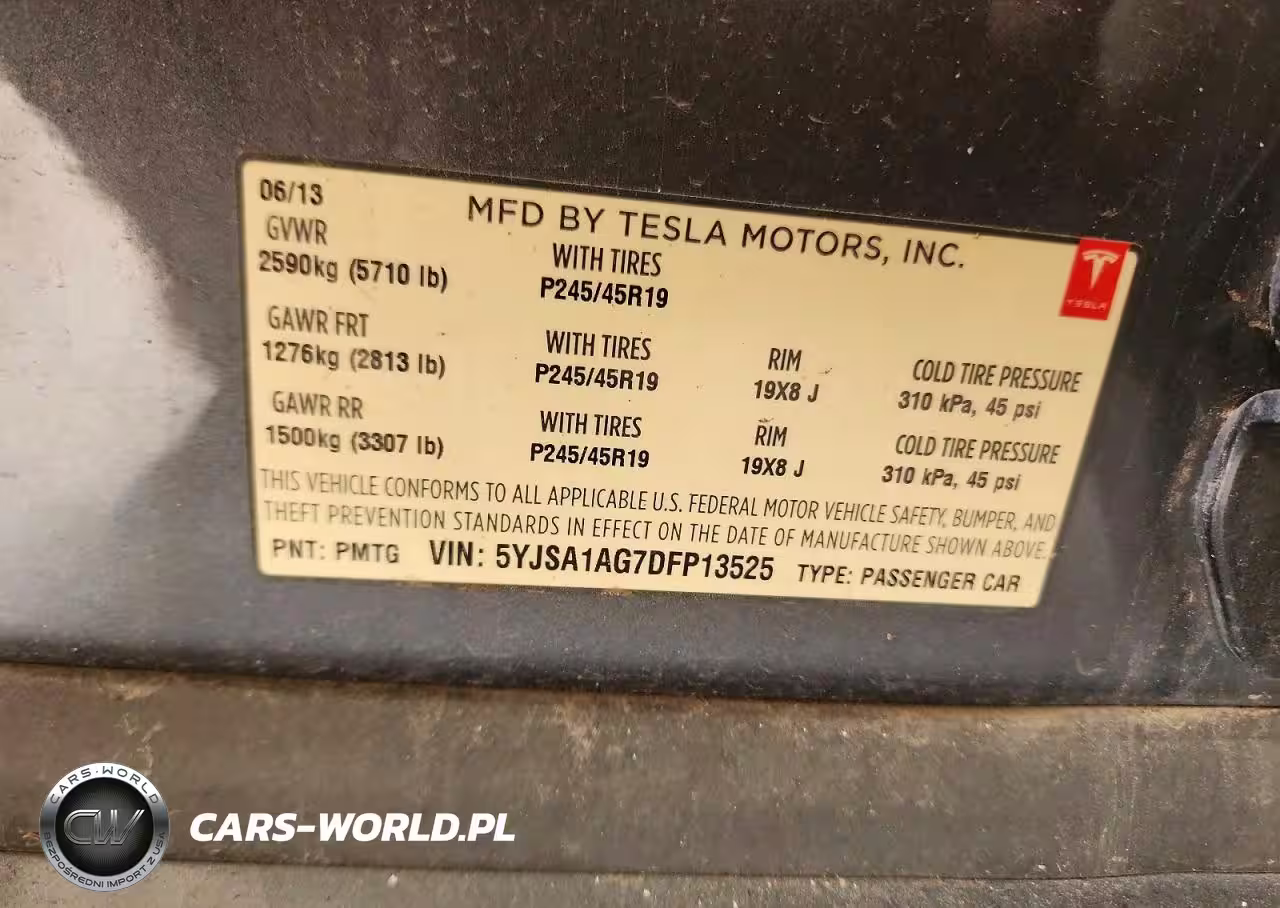 06/13
MFD BY TESLA MOTORS, INC.
GVWR
WITH TIRES
2590kg (5710 lb)
P245/45R19
TESLA
GAWR FRT
WITH TIRES
RIM
COLD TIRE PRESSURE
1276kg (2813 lb)
P245/45R19
19X8 J
310 kPa, 45 psi
GAWR RR
WITH TIRES
RIM
COLD TIRE PRESSURE
1500kg (3307 lb)
P245/45R19
19X8 J
310 kPa, 45 psi
THIS VEHICLE CONFORMS TO ALL APPLICABLE U.S. FEDERAL MOTOR VEHICLE SAFETY, BUMPER, AND
THEFT PREVENTION STANDARDS IN EFFECT ON THE DATE OF MANUFACTURE SHOWN ABOVE.
PNT: PMTG VIN: 5YJSA1AG7DFP13525 TYPE: PASSENGER CAR
CARS-WORLD
CW
BEZPOŚREDNI IMPORT Z USA
CARS-WORLD.PL